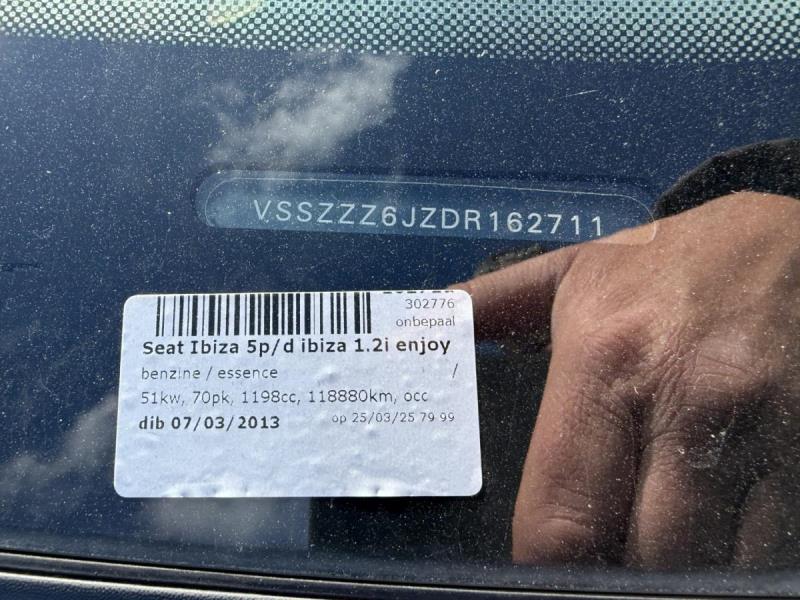 VSSZZZ6JZDR162711
302776
onbepaal
Seat Ibiza 5p/d ibiza 1.2i enjoy
benzine / essence /
51kw, 70pk, 1198cc, 118880km, occ
dib 07/03/2013 op 25/03/25 79 99